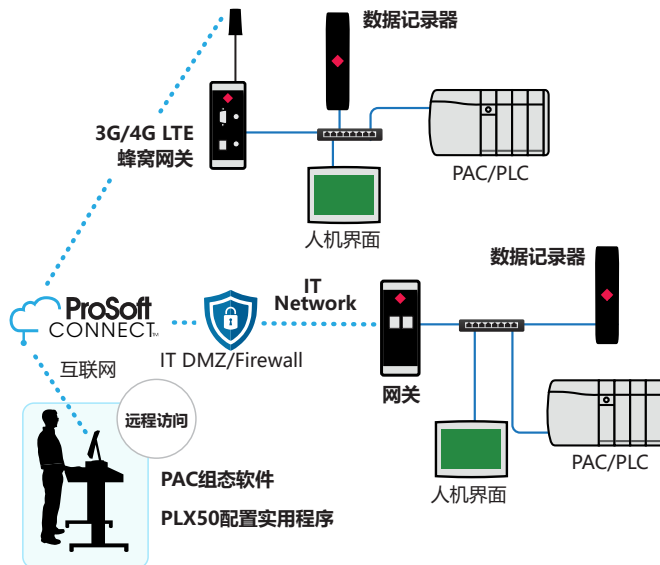 数据记录器
3G/4G LTE
蜂窝网关
PAC/PLC
人机界面
数据记录器
IT
Network
ProSoft
CONNECT™
IT DMZ/Firewall
互联网
网关
远程访问
PAC组态软件
PLX50配置实用程序
人机界面
PAC/PLC